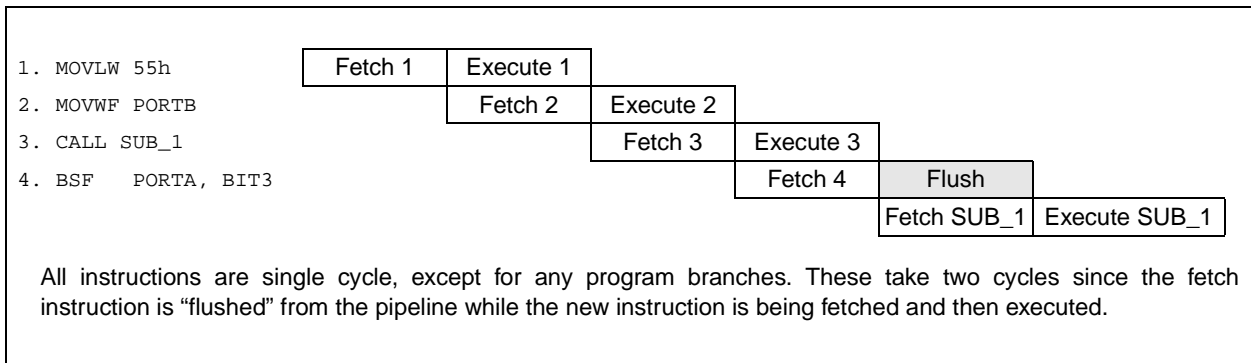 1. MOVLW 55h Fetch 1 Execute 1
2. MOVWF PORTB Fetch 2 Execute 2
3. CALL SUB_1 Fetch 3 Execute 3
4. BSF PORTA, BIT3 Fetch 4 Flush
Fetch SUB_1 Execute SUB_1
All instructions are single cycle, except for any program branches. These take two cycles since the fetch
instruction is “flushed” from the pipeline while the new instruction is being fetched and then executed.